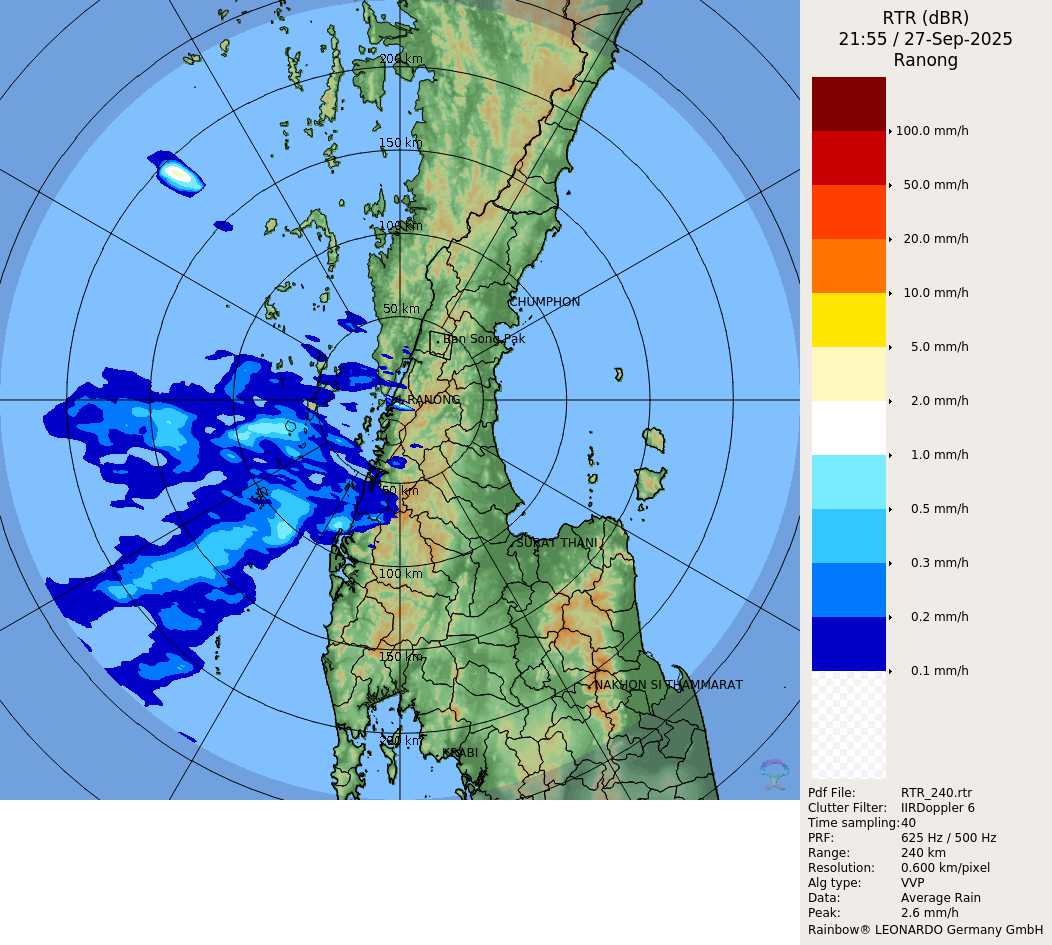 RTR (dBR)
21:55 / 27-Sep-2025
Ranong
200 km
150 km
100 km
50 km
CHUMPHON
Ban Song Pak
RANONG
50 km
SURAT THANI
100 km
150 km
NAKHON SI THAMMARAT
200 km
KRABI
100.0 mm/h
50.0 mm/h
20.0 mm/h
10.0 mm/h
5.0 mm/h
2.0 mm/h
1.0 mm/h
0.5 mm/h
0.3 mm/h
0.2 mm/h
0.1 mm/h
Pdf File: RTR_240.rtr
Clutter Filter: IIRDoppler 6
Time sampling:40
PRF: 625 Hz / 500 Hz
Range: 240 km
Resolution: 0.600 km/pixel
Alg type: VVP
Data: Average Rain
Peak: 2.6 mm/h
Rainbow® LEONARDO Germany GmbH